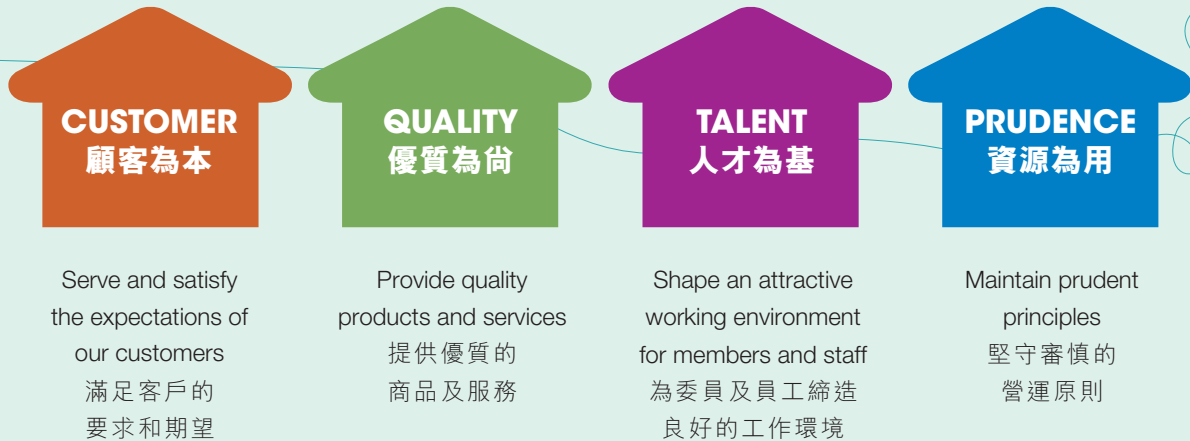 CUSTOMER
顧客為本
Serve and satisfy
the expectations of
our customers
滿足客戶的
要求和期望
QUALITY
優質為尚
Provide quality
products and services
提供優質的
商品及服務
TALENT
人才為基
Shape an attractive
working environment
for members and staff
為委員及員工締造
良好的工作環境
PRUDENCE
資源為用
Maintain prudent
principles
堅守審慎的
營運原則